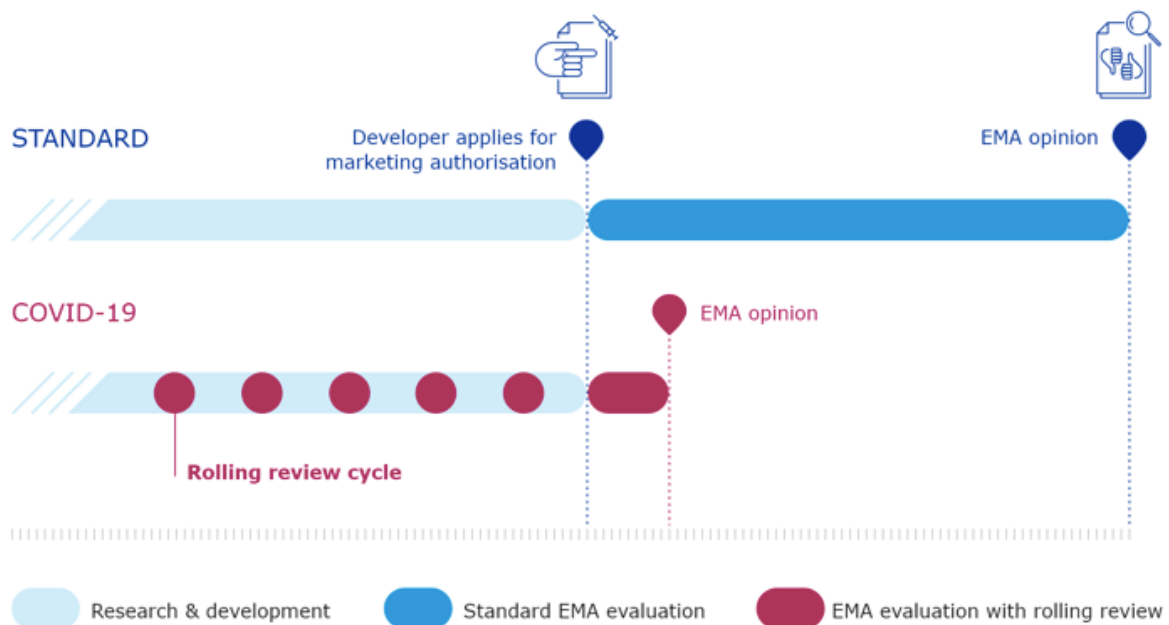 STANDARD
Developer applies for
marketing authorisation
EMA opinion
COVID-19
EMA opinion
Rolling review cycle
Research & development
Standard EMA evaluation
EMA evaluation with rolling review